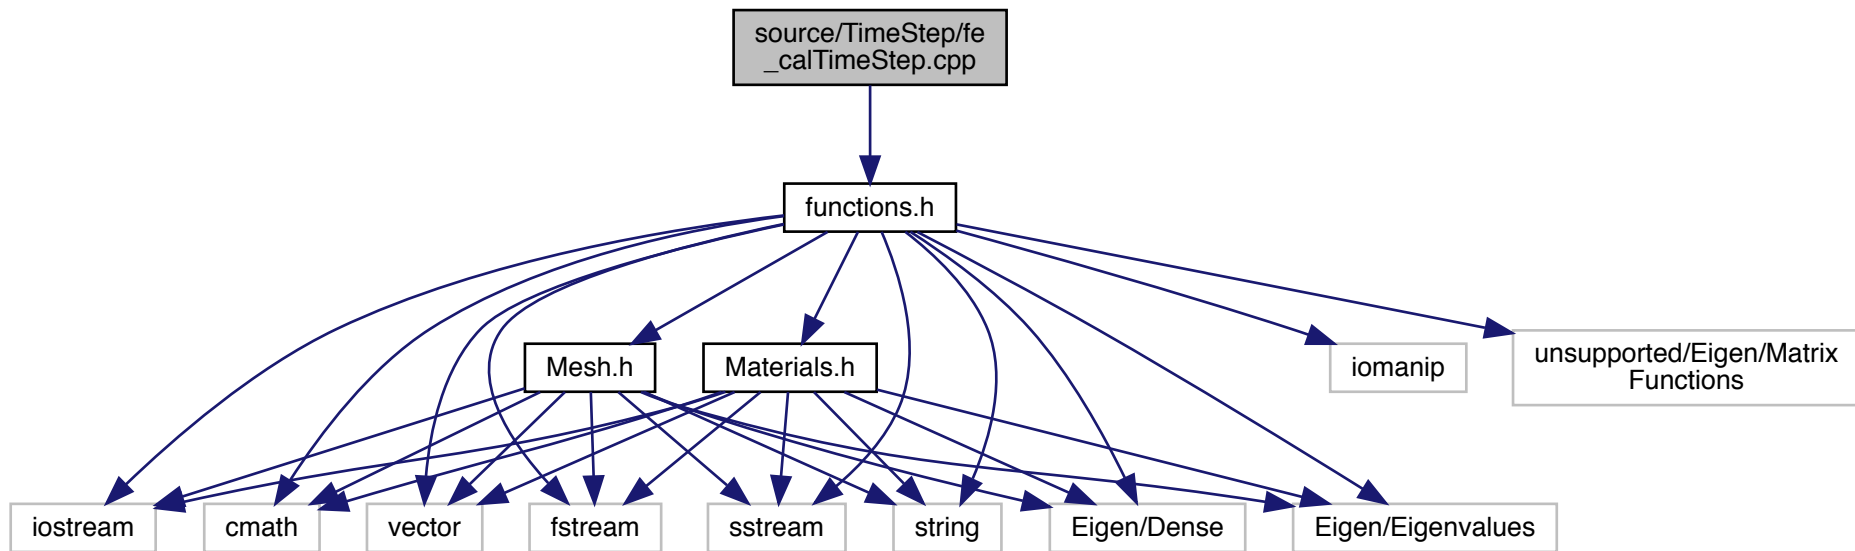 source/TimeStep/fe
_calTimeStep.cpp
functions.h
Mesh.h
Materials.h
iomanip
unsupported/Eigen/Matrix
Functions
iostream
cmath
vector
fstream
sstream
string
Eigen/Dense
Eigen/Eigenvalues